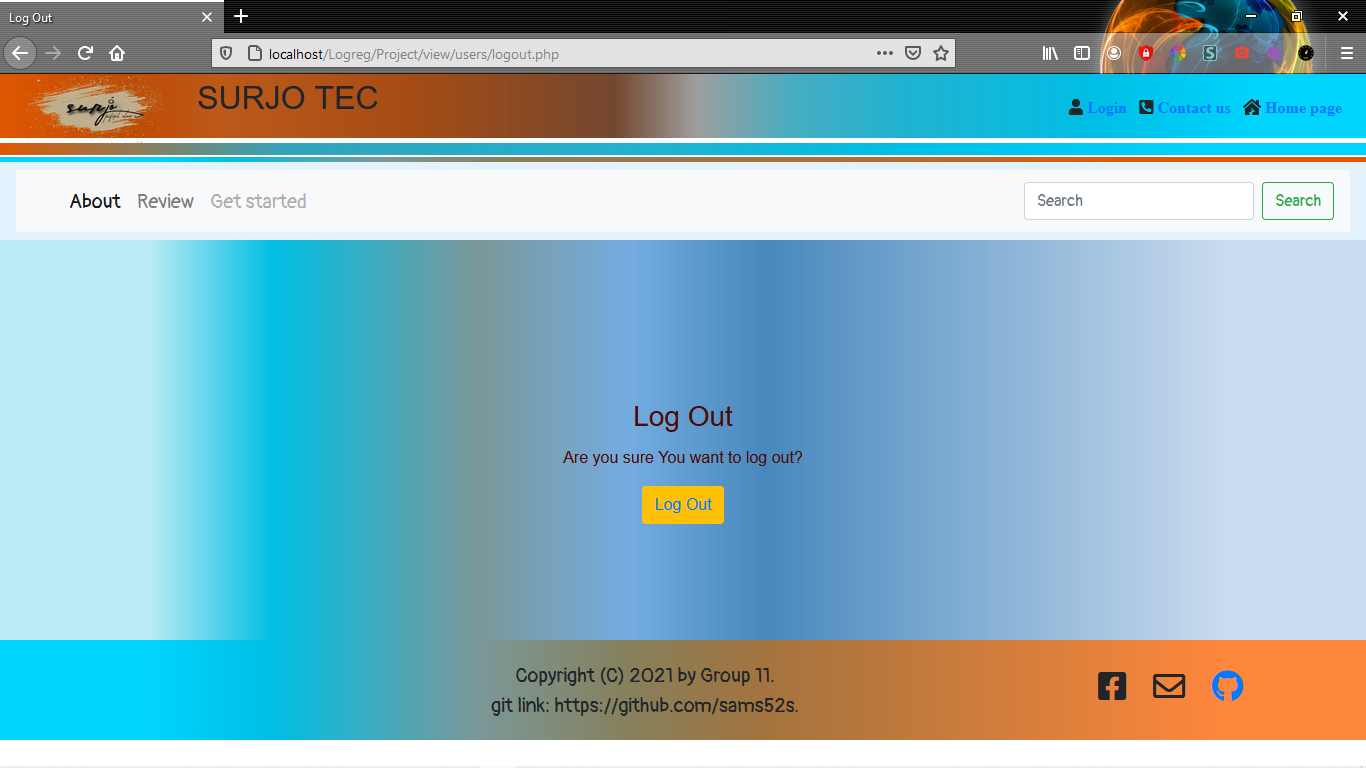 Log Out
localhost/Logreg/Project/view/users/logout.php
surjo
SURJO TEC
Login Contact us Home page
About Review Get started
Search Search
Log Out
Are you sure You want to log out?
Log Out
Copyright (C) 2021 by Group 11.
git link: https://github.com/sams52s.